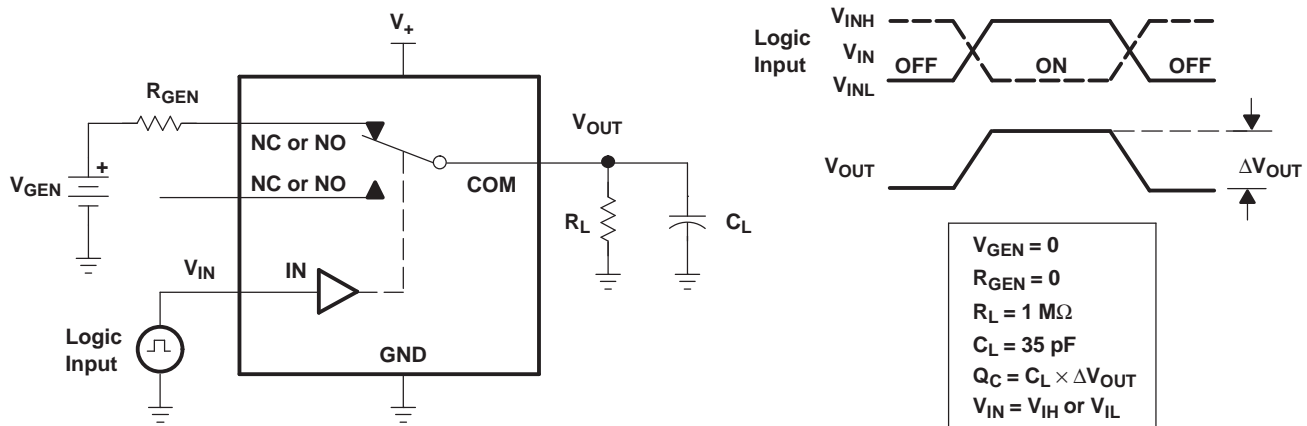 V+
RGEN
NC or NO
VOUT
NC or NO
COM
VGEN
+
RL
CL
VIN
IN
Logic
Input
GND
Logic
Input
VINH
VIN
VINL
OFF
ON
OFF
VOUT
ΔVOUT
VGEN = 0
RGEN = 0
RL = 1 MΩ
CL = 35 pF
QC = CL × ΔVOUT
VIN = VIH or VIL